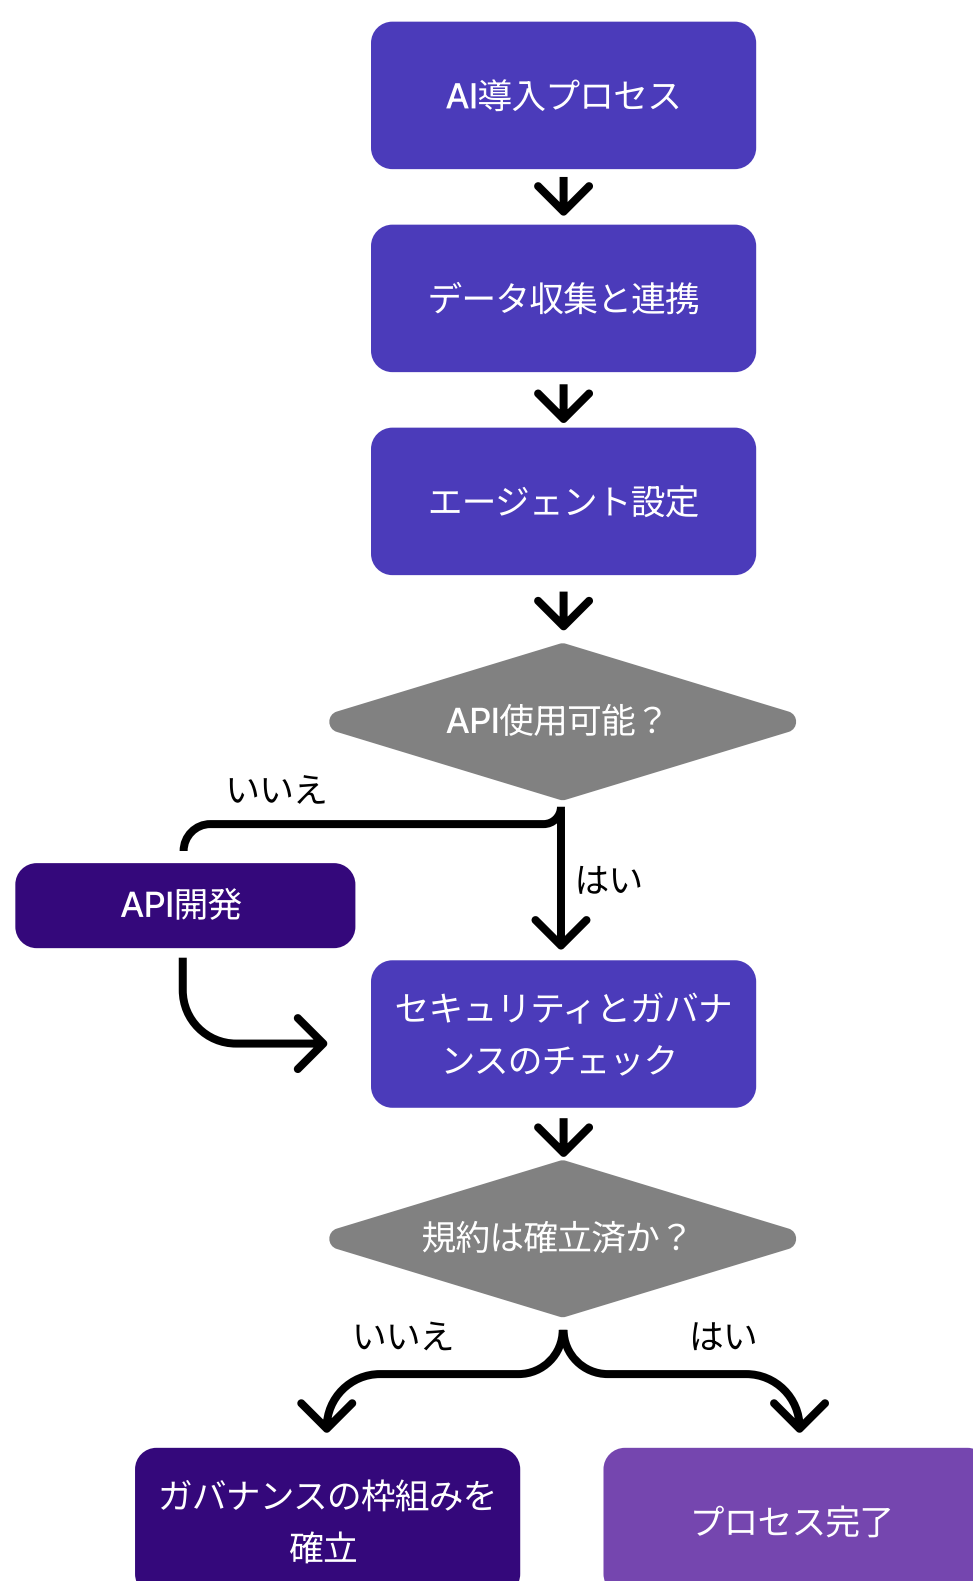 AI導入プロセス
データ収集と連携
エージェント設定
API使用可能？
いいえ
はい
API開発
セキュリティとガバナ
ンスのチェック
規約は確立済か？
いいえ
はい
ガバナンスの枠組みを
確立
プロセス完了